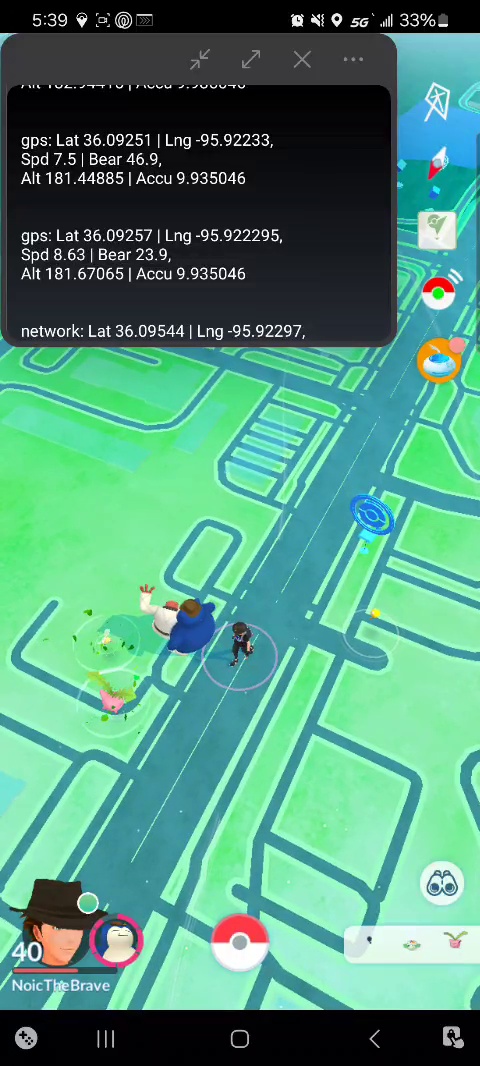 5:39
5G
33%
gps: Lat 36.09251 | Lng -95.92233,
Spd 7.5 | Bear 46.9,
Alt 181.44885 | Accu 9.935046
gps: Lat 36.09257 | Lng -95.922295,
Spd 8.63 | Bear 23.9,
Alt 181.67065 | Accu 9.935046
network: Lat 36.09544 | Lng -95.92297,
40
NoicTheBrave